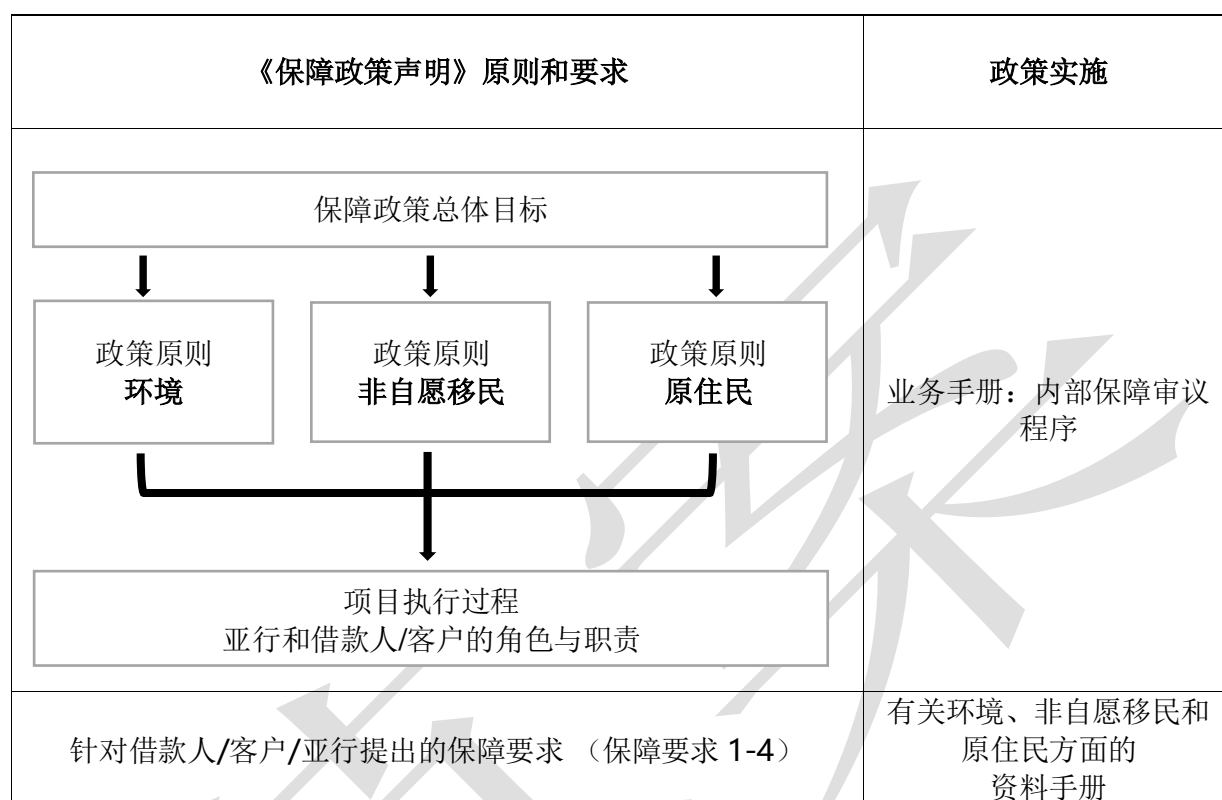 《保障政策声明》原则和要求
政策实施
保障政策总体目标
政策原则
环境
政策原则
非自愿移民
政策原则
原住民
业务手册：内部保障审议
程序
项目执行过程
亚行和借款人/客户的角色与职责
针对借款人/客户/亚行提出的保障要求 （保障要求 1-4）
有关环境、非自愿移民和
原住民方面的
资料手册